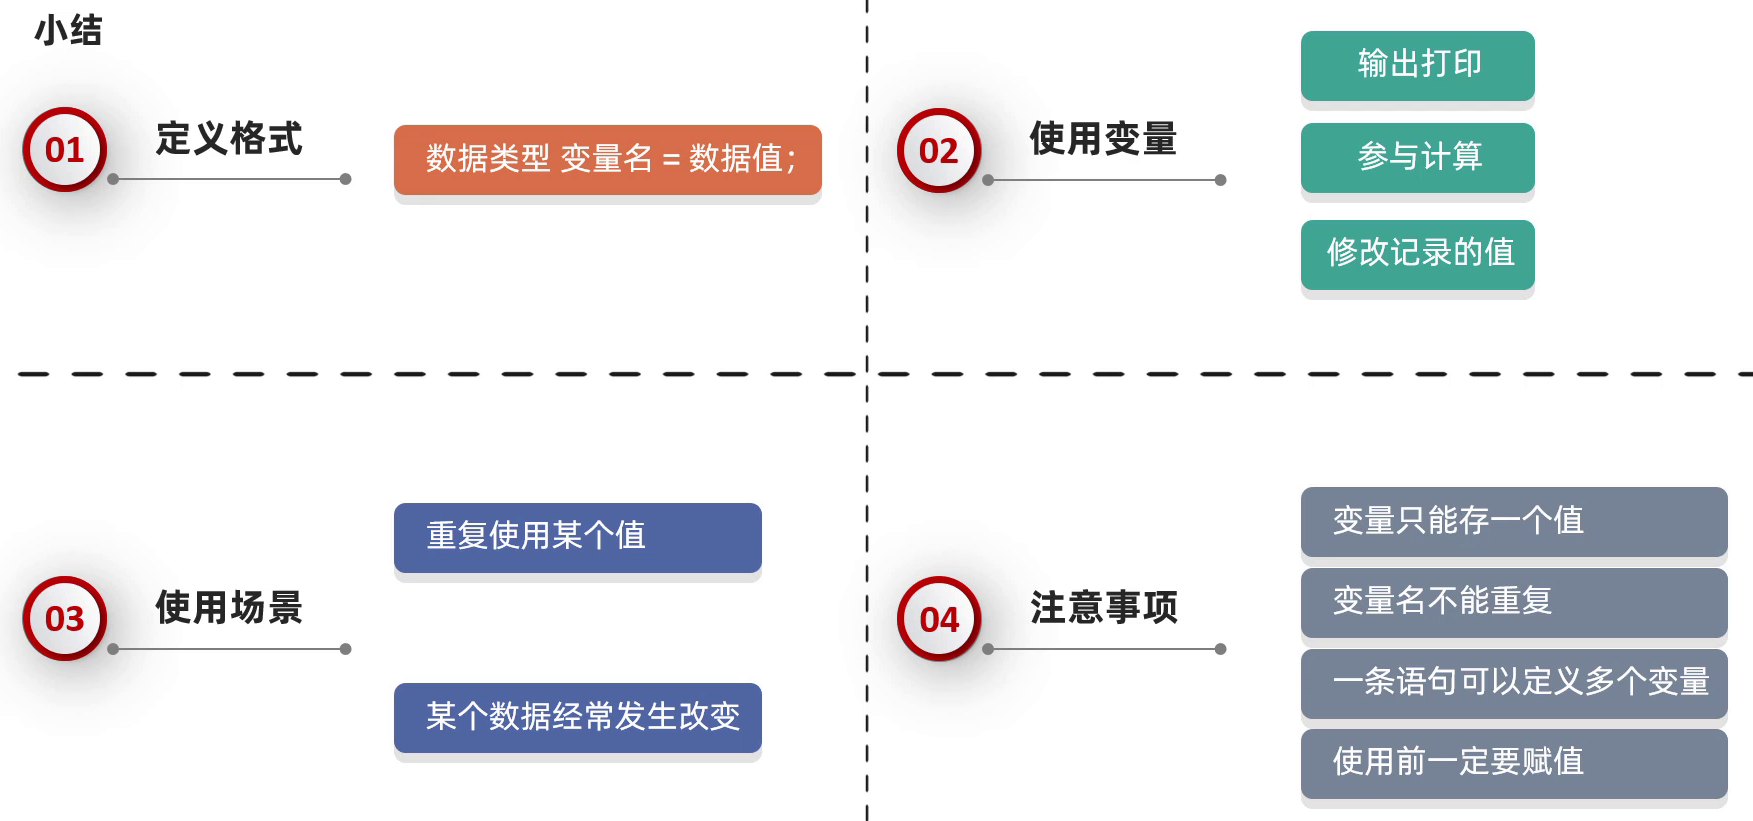 小结
01
定义格式
数据类型 变量名 = 数据值；
02
使用变量
输出打印
参与计算
修改记录的值
03
使用场景
重复使用某个值
某个数据经常发生改变
04
注意事项
变量只能存一个值
变量名不能重复
一条语句可以定义多个变量
使用前一定要赋值